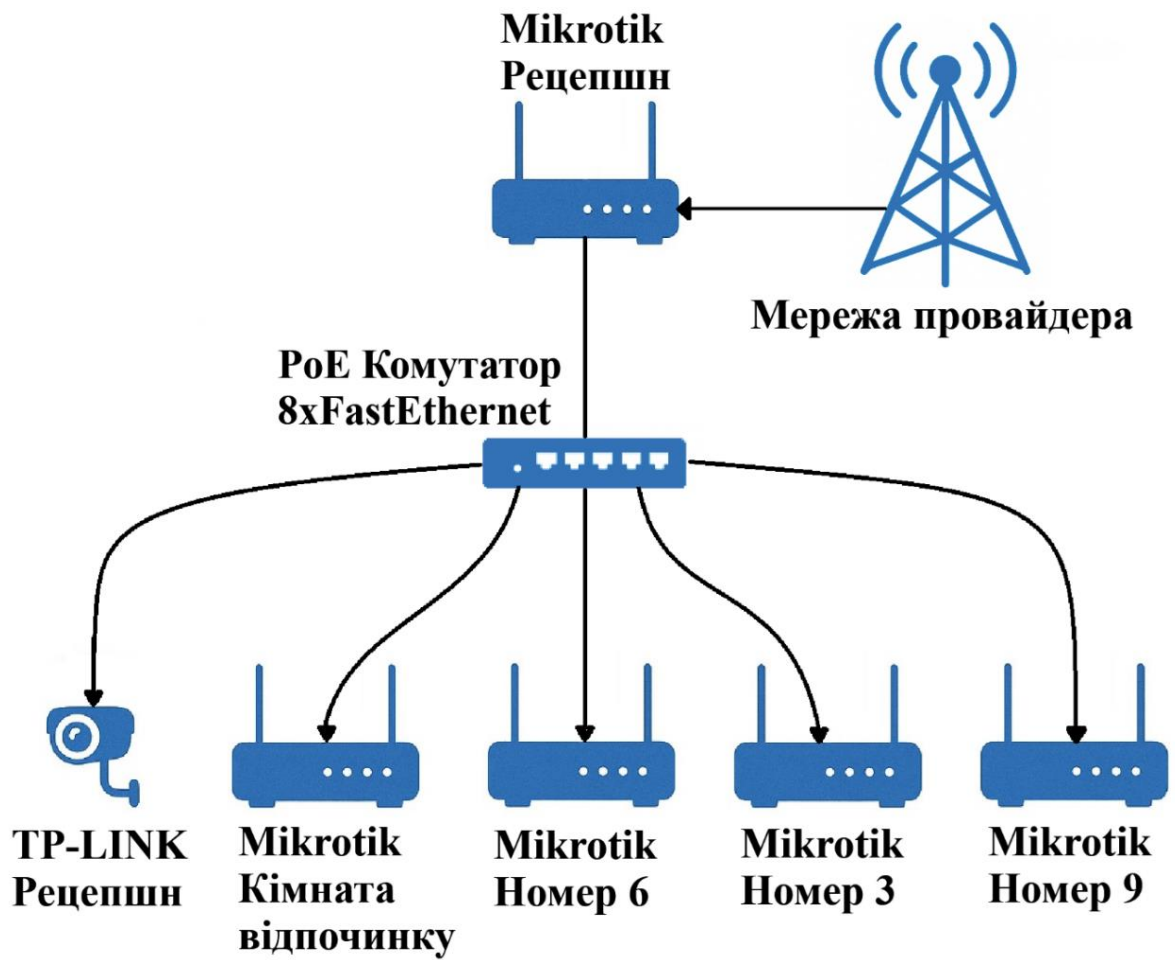 Mikrotik
Рецепшн
Мережа провайдера
PoE Комутатор
8xFastEthernet
TP-LINK
Рецепшн
Mikrotik
Кімната
відпочинку
Mikrotik
Номер 6
Mikrotik
Номер 3
Mikrotik
Номер 9